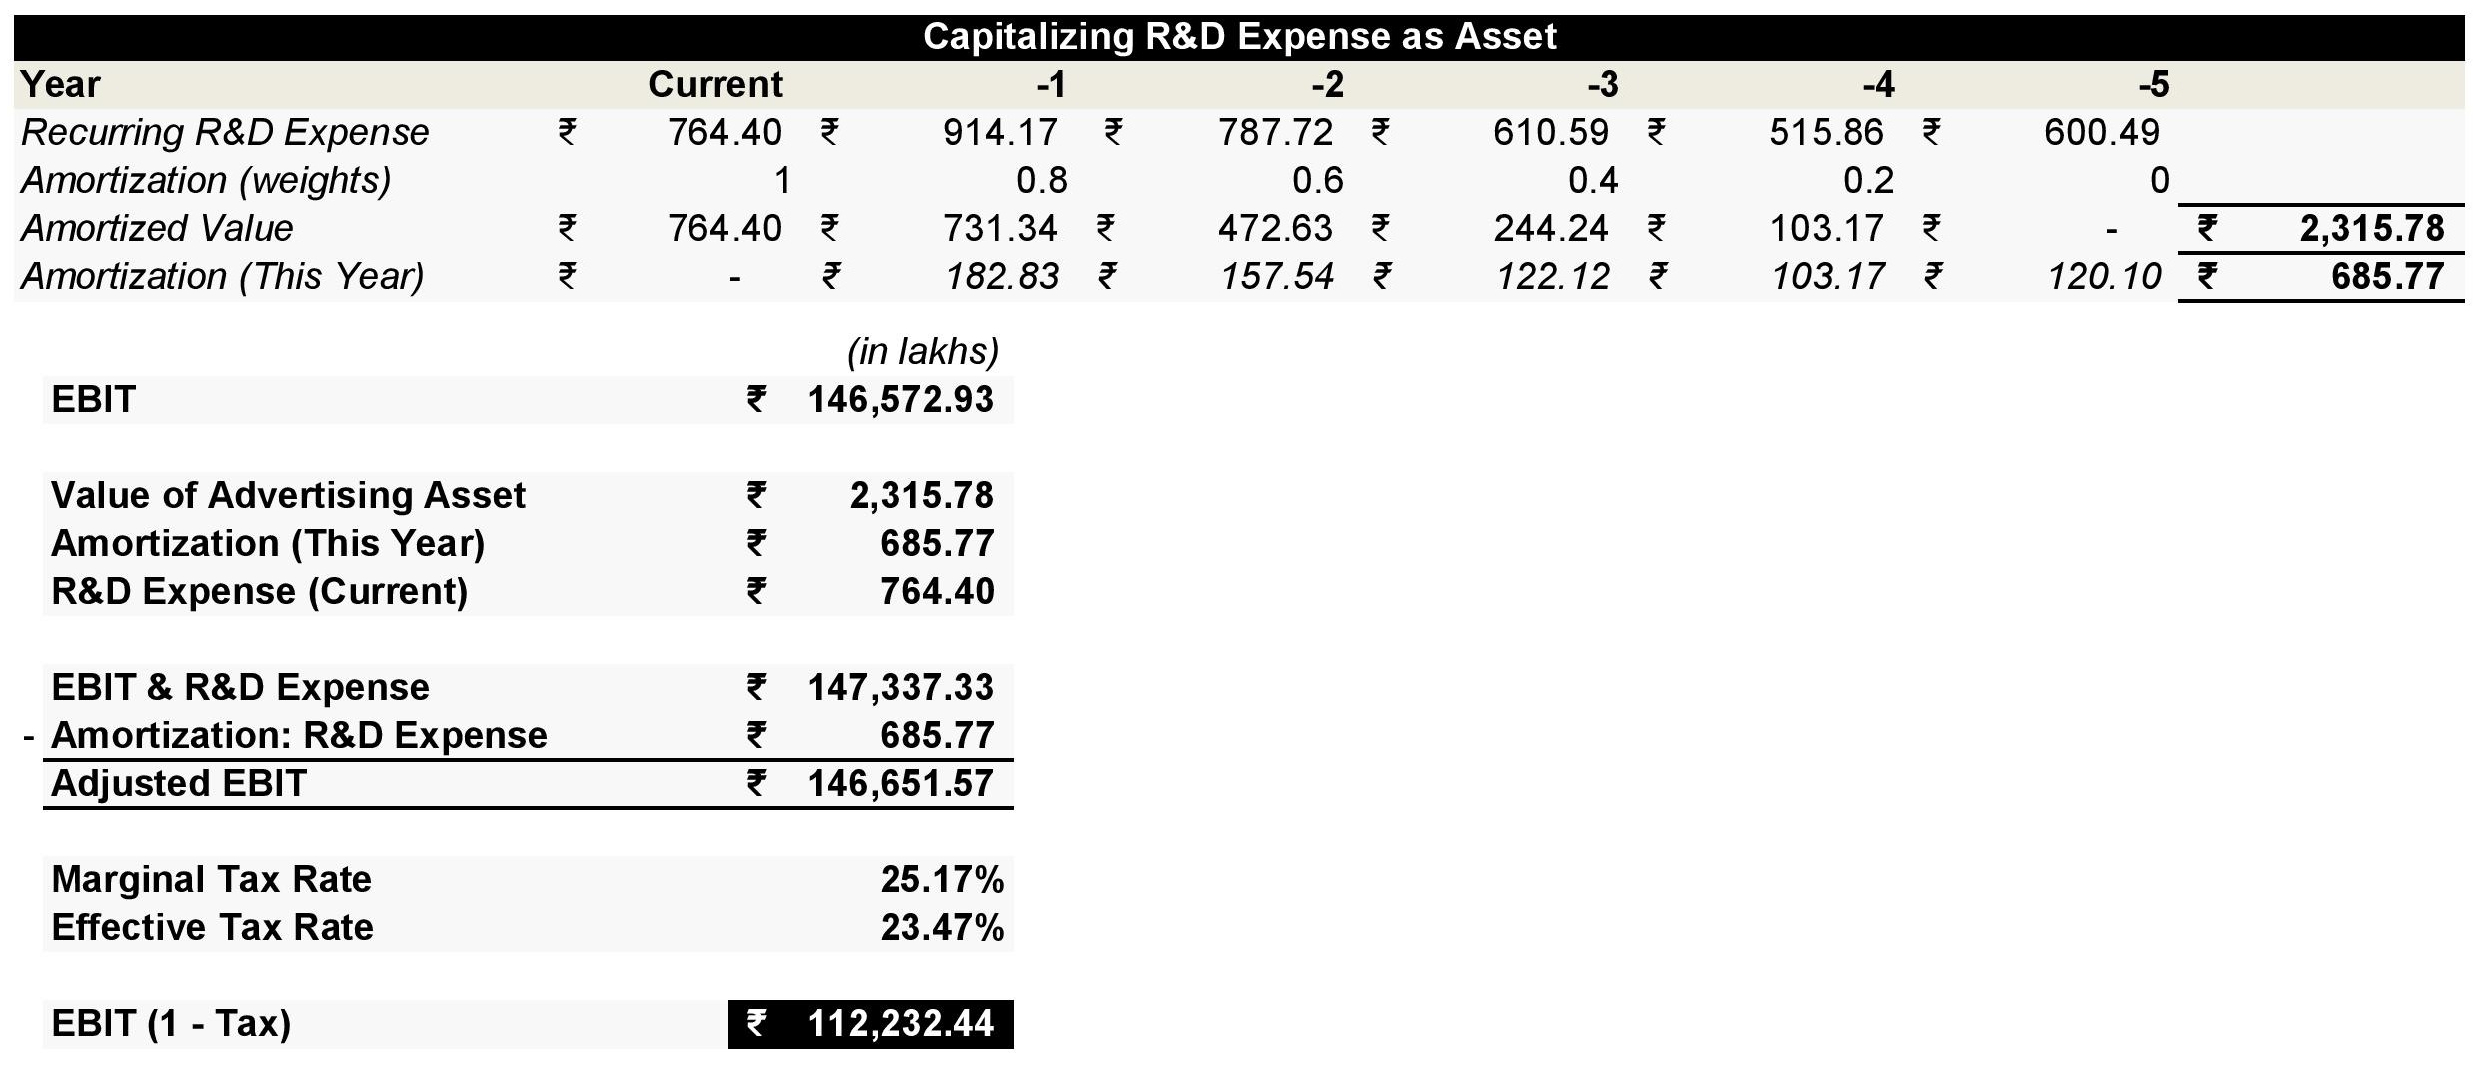 Capitalizing R&D Expense as Asset
Year Current -1 -2 -3 -4 -5
Recurring R&D Expense ₹ 764.40 ₹ 914.17 ₹ 787.72 ₹ 610.59 ₹ 515.86 ₹ 600.49
Amortization (weights) 1 0.8 0.6 0.4 0.2 0
Amortized Value ₹ 764.40 ₹ 731.34 ₹ 472.63 ₹ 244.24 ₹ 103.17 ₹ - ₹ 2,315.78
Amortization (This Year) ₹ - ₹ 182.83 ₹ 157.54 ₹ 122.12 ₹ 103.17 ₹ 120.10 ₹ 685.77
(in lakhs)
EBIT ₹ 146,572.93
Value of Advertising Asset ₹ 2,315.78
Amortization (This Year) ₹ 685.77
R&D Expense (Current) ₹ 764.40
EBIT & R&D Expense ₹ 147,337.33
- Amortization: R&D Expense ₹ 685.77
Adjusted EBIT ₹ 146,651.57
Marginal Tax Rate 25.17%
Effective Tax Rate 23.47%
EBIT (1 - Tax) ₹ 112,232.44